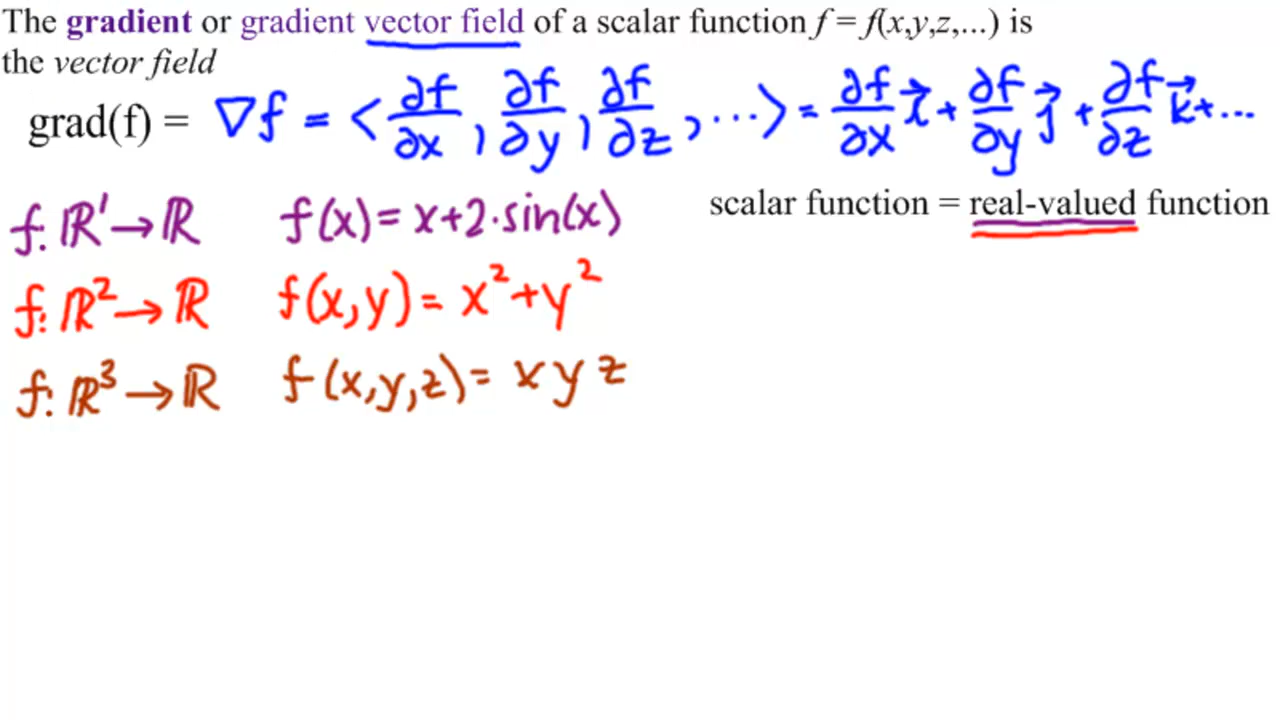 The gradient or gradient vector field of a scalar function f = f(x,y,z,...) is
the vector field
grad(f) = ∇f = <∂f/∂x, ∂f/∂y, ∂f/∂z, ...> = ∂f/∂x i⃗ + ∂f/∂y j⃗ + ∂f/∂z k⃗ + ...
scalar function = real-valued function
f: ℝ¹ → ℝ f(x) = x+2·sin(x)
f: ℝ² → ℝ f(x,y) = x²+y²
f: ℝ³ → ℝ f(x,y,z) = x y z